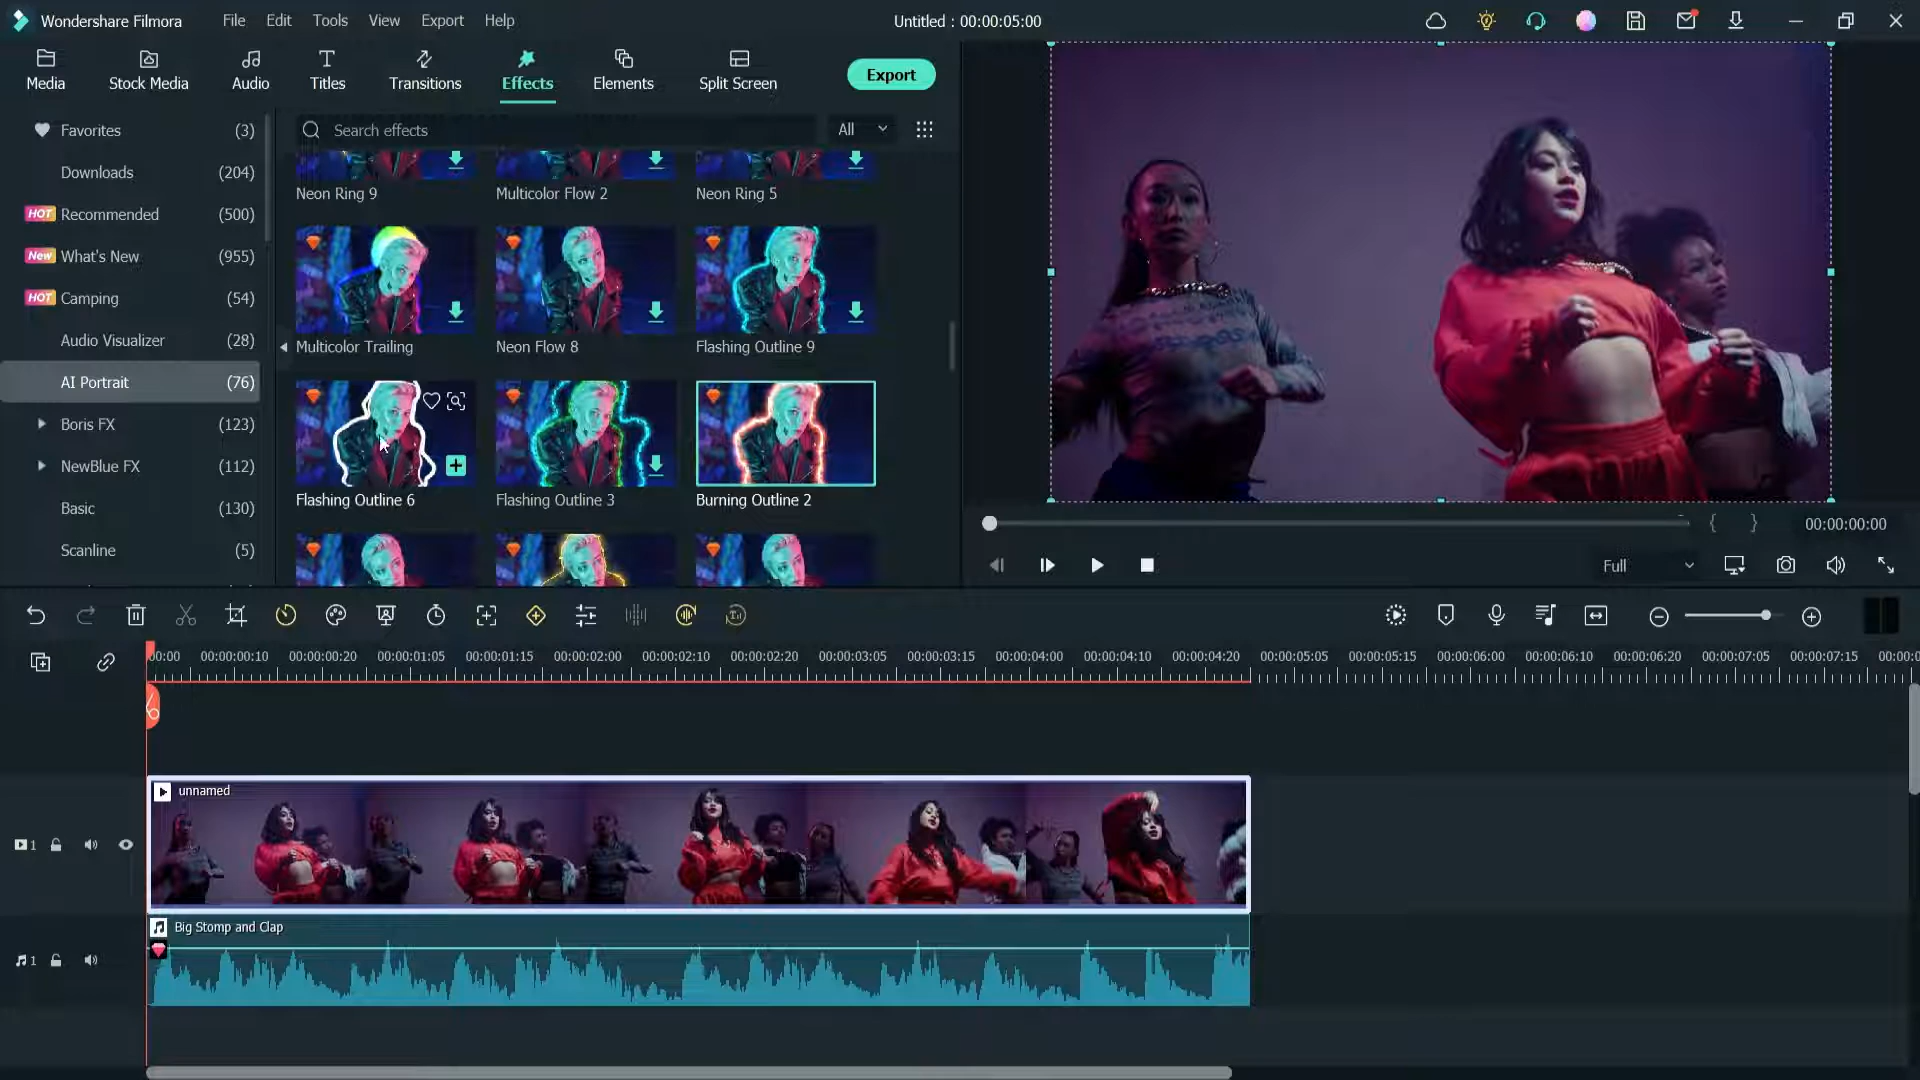 Wondershare Filmora File Edit Tools View Export Help Untitled : 00:00:05:00
Media Stock Media Audio Titles Transitions Effects Elements Split Screen Export
Favorites (3)
Downloads (204)
HOT Recommended (500)
New What's New (955)
HOT Camping (54)
Audio Visualizer (28)
AI Portrait (76)
Boris FX (123)
NewBlue FX (112)
Basic (130)
Scanline (5)
Search effects All
Neon Ring 9 Multicolor Flow 2 Neon Ring 5
Multicolor Trailing Neon Flow 8 Flashing Outline 9
Flashing Outline 6 Flashing Outline 3 Burning Outline 2
{ } 00:00:00:00
Full
00:00 00:00:00:10 00:00:00:20 00:00:01:05 00:00:01:15 00:00:02:00 00:00:02:10 00:00:02:20 00:00:03:05 00:00:03:15 00:00:04:00 00:00:04:10 00:00:04:20 00:00:05:05 00:00:05:15 00:00:06:00 00:00:06:10 00:00:06:20 00:00:07:05 00:00:07:15 00:00:0
unnamed
1
Big Stomp and Clap
1